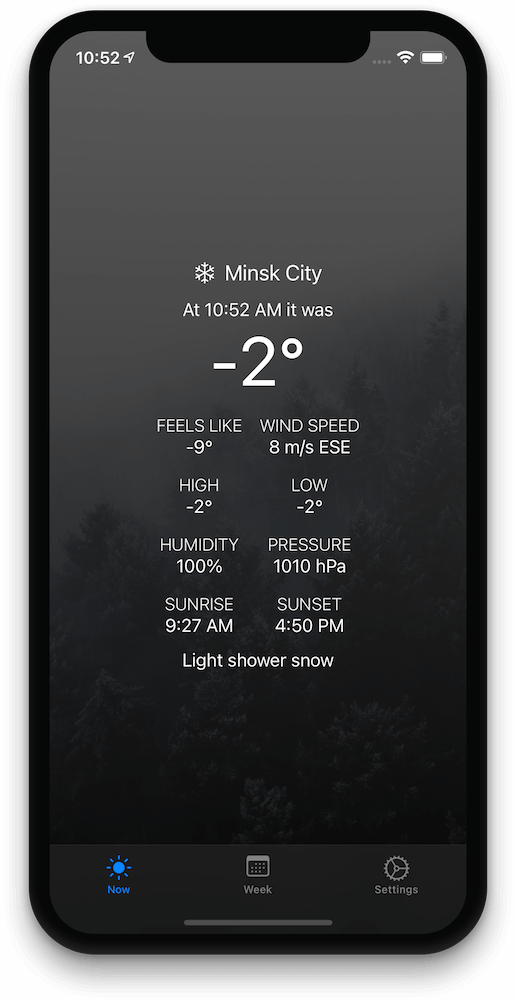 10:52
Minsk City
At 10:52 AM it was
-2°
FEELS LIKE WIND SPEED
-9° 8 m/s ESE
HIGH LOW
-2° -2°
HUMIDITY PRESSURE
100% 1010 hPa
SUNRISE SUNSET
9:27 AM 4:50 PM
Light shower snow
Now Week Settings